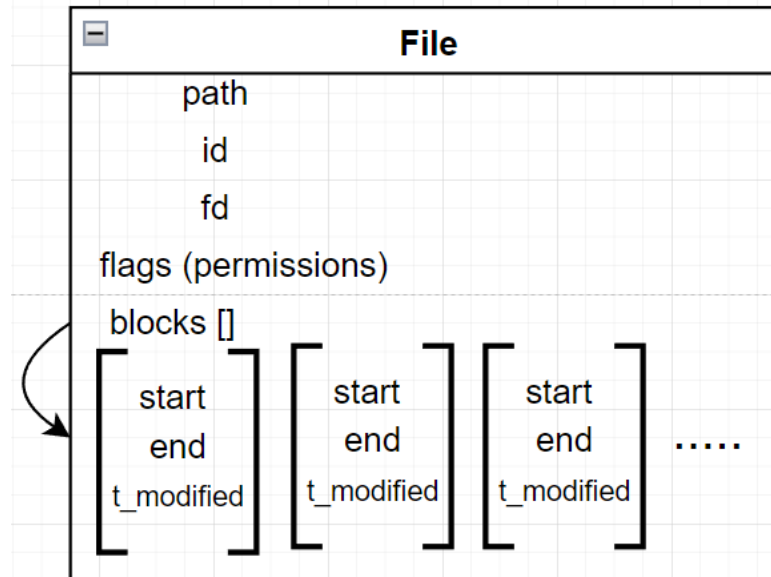 File
path
id
fd
flags (permissions)
blocks []
start start start
end end end .....
t_modified t_modified t_modified